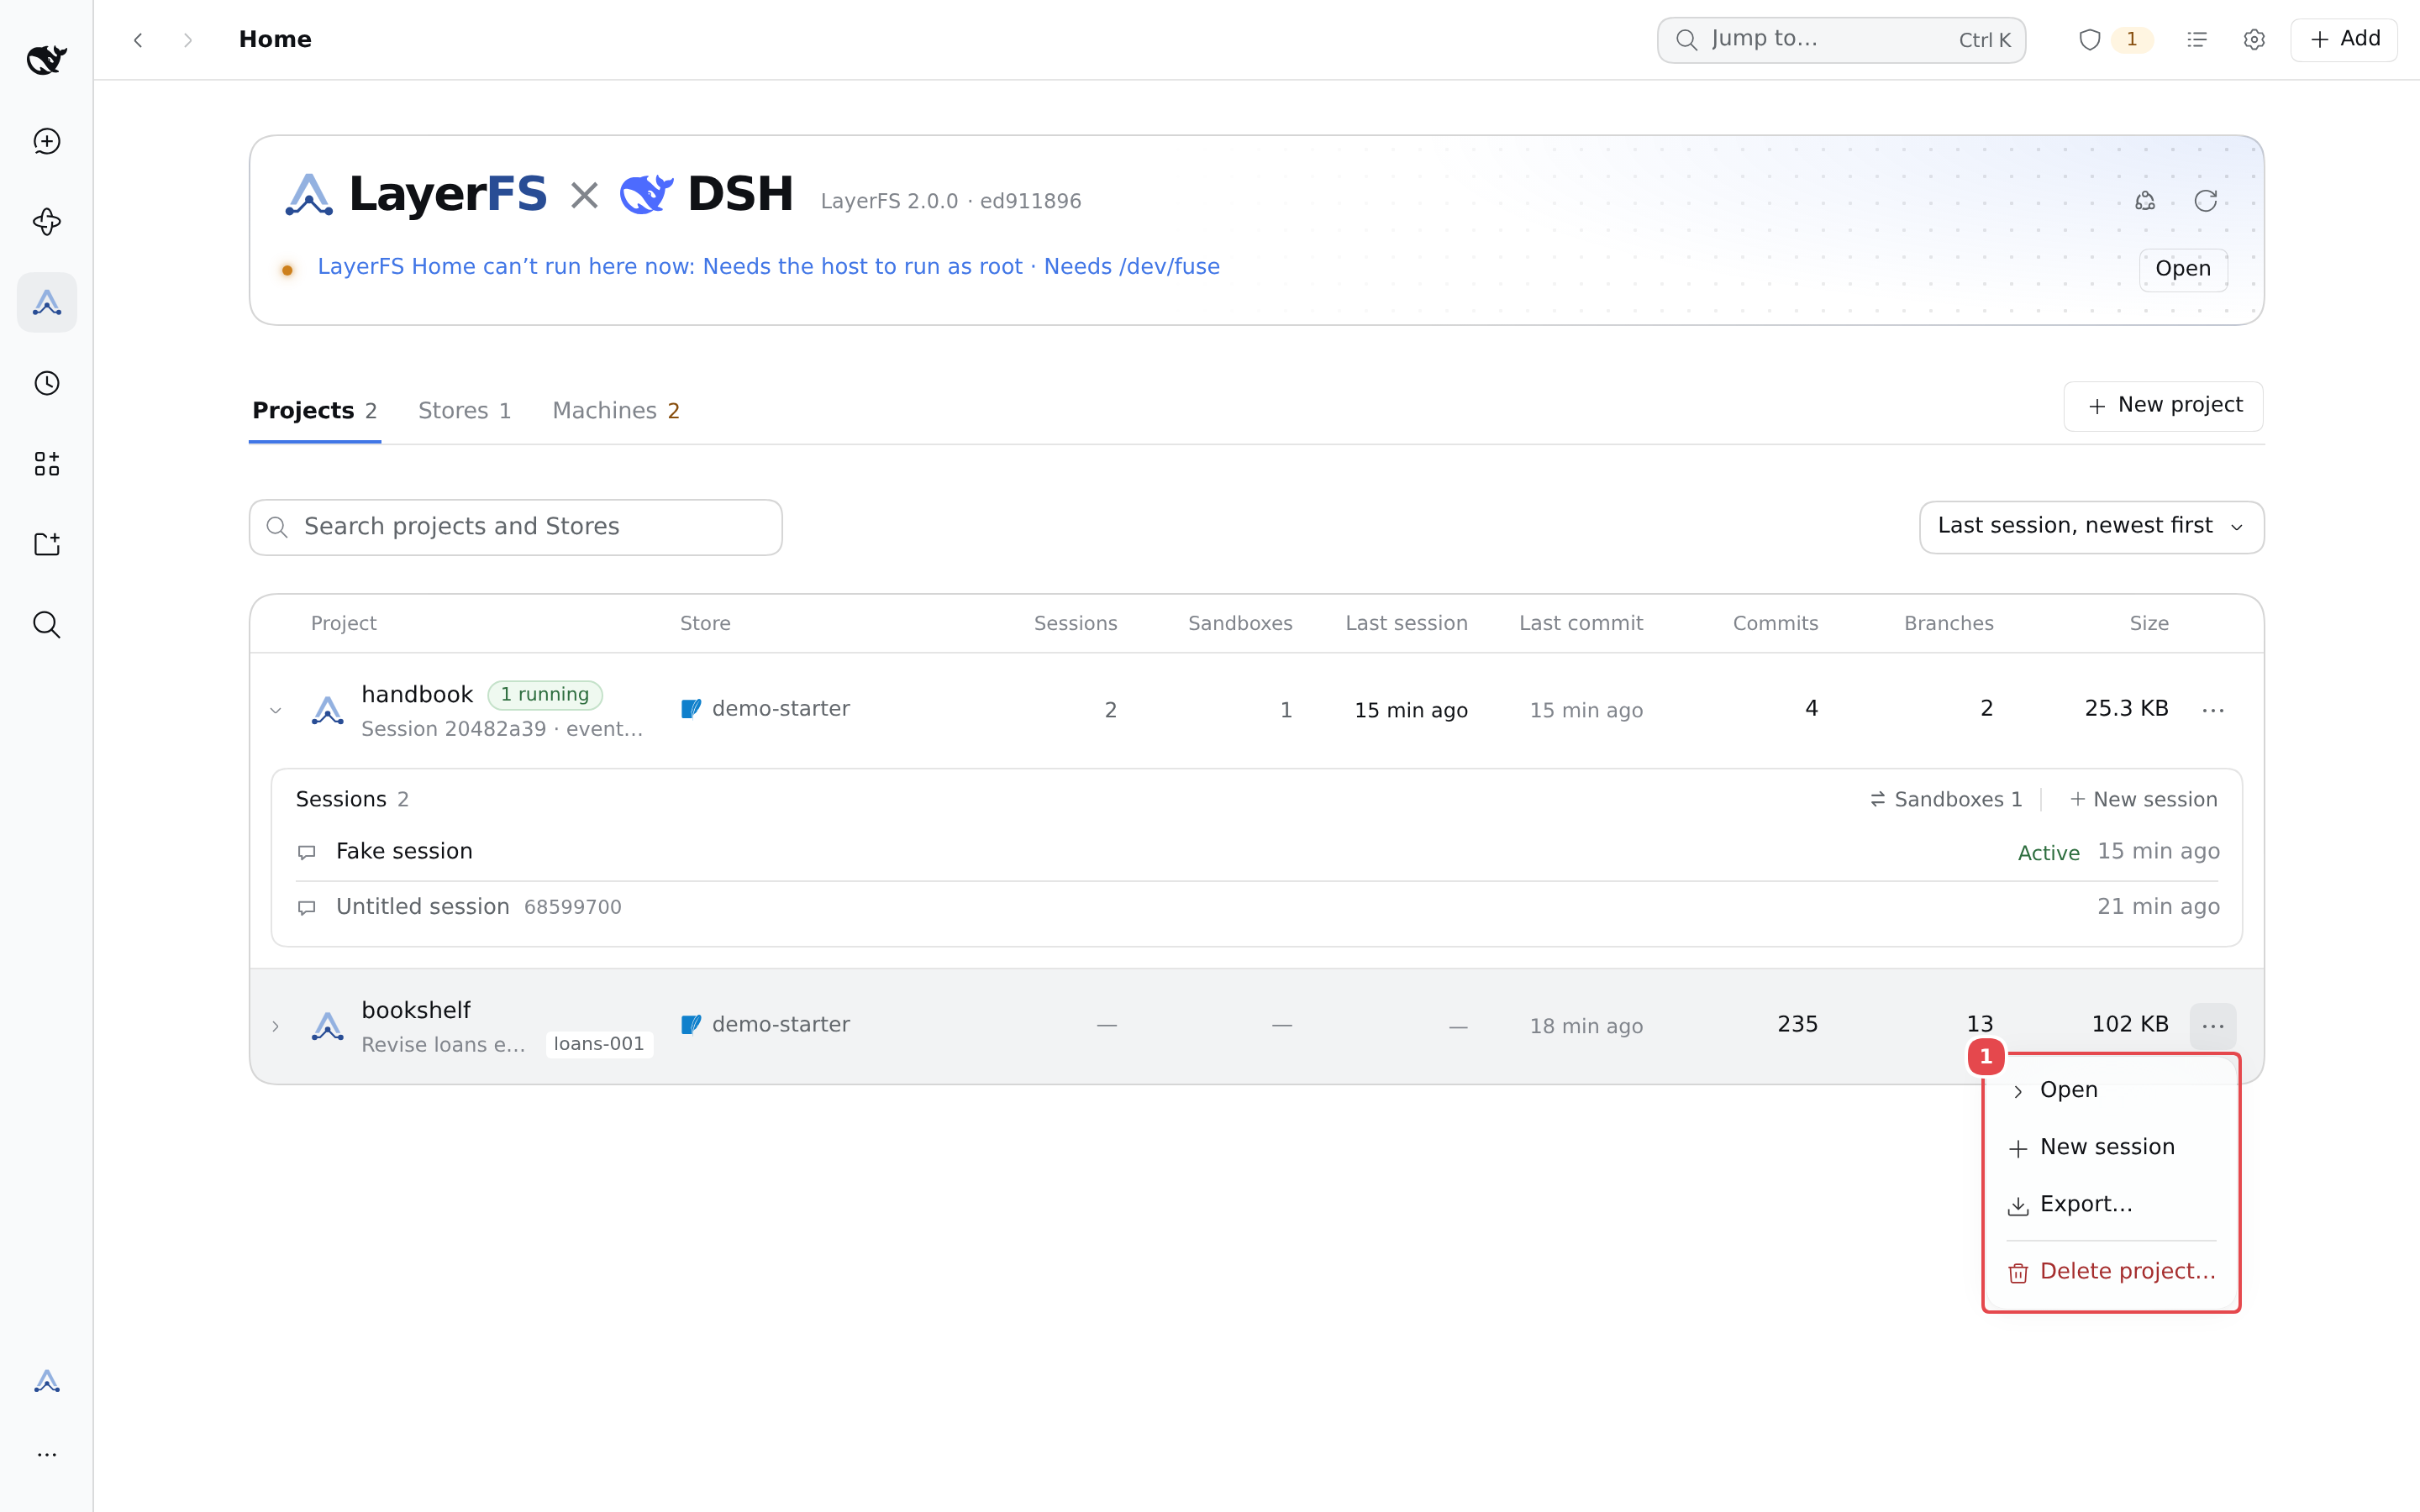 Home
Jump to…
Ctrl K
1
Add
LayerFS × DSH
LayerFS 2.0.0 · ed911896
LayerFS Home can’t run here now: Needs the host to run as root · Needs /dev/fuse
Open
Projects 2
Stores 1
Machines 2
New project
Search projects and Stores
Last session, newest first
Project Store Sessions Sandboxes Last session Last commit Commits Branches Size
handbook 1 running
Session 20482a39 · event…
demo-starter 2 1 15 min ago 15 min ago 4 2 25.3 KB
Sessions 2
Sandboxes 1
New session
Fake session
Active 15 min ago
Untitled session 68599700
21 min ago
bookshelf
Revise loans e… loans-001
demo-starter — — — 18 min ago 235 13 102 KB
1
Open
New session
Export…
Delete project…